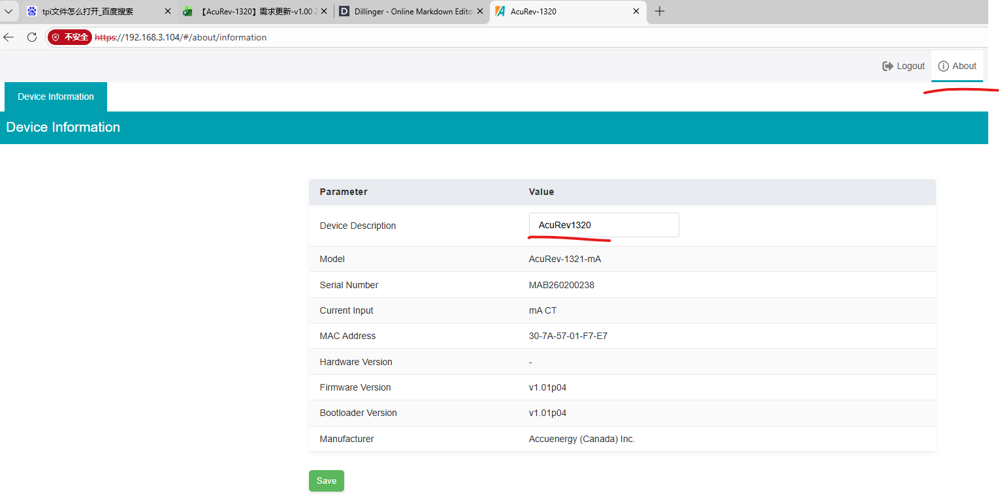 tpi文件怎么打开_百度搜索
【AcuRev-1320】需求更新-v1.00 2
Dillinger - Online Markdown Edito
AcuRev-1320
不安全 https://192.168.3.104/#/about/information
Logout
About
Device Information
Device Information
Parameter Value
Device Description AcuRev1320
Model AcuRev-1321-mA
Serial Number MAB260200238
Current Input mA CT
MAC Address 30-7A-57-01-F7-E7
Hardware Version -
Firmware Version v1.01p04
Bootloader Version v1.01p04
Manufacturer Accuenergy (Canada) Inc.
Save